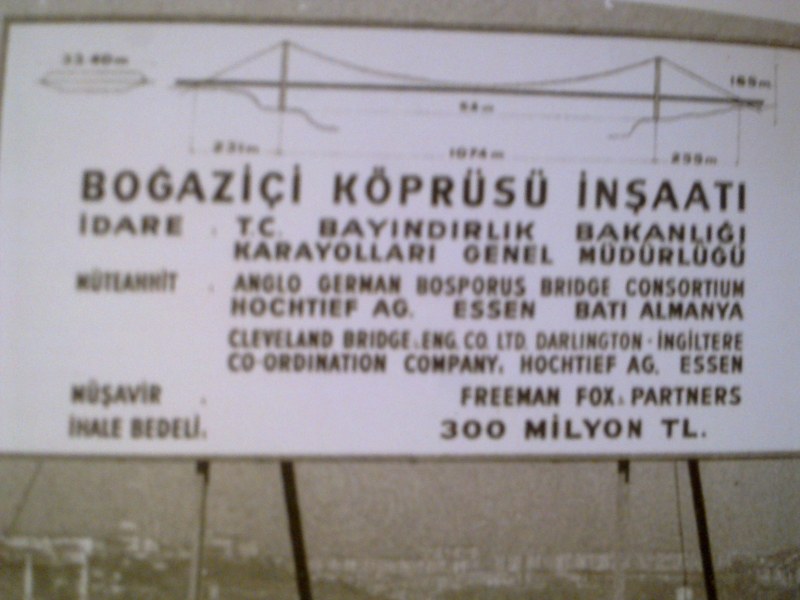 33.40m
165m
64m
231m 1074m 255m
BOĞAZİÇİ KÖPRÜSÜ İNŞAATI
İDARE . T.C. BAYINDIRLIK BAKANLIĞI
KARAYOLLARI GENEL MÜDÜRLÜĞÜ
MÜTEAHHİT . ANGLO GERMAN BOSPORUS BRIDGE CONSORTIUM
HOCHTIEF AG. ESSEN BATI ALMANYA
CLEVELAND BRIDGE.ENG. CO. LTD. DARLINGTON - İNGİLTERE
CO-ORDINATION COMPANY. HOCHTIEF AG. ESSEN
MÜŞAVİR . FREEMAN FOX. PARTNERS
İHALE BEDELİ. 300 MİLYON TL.